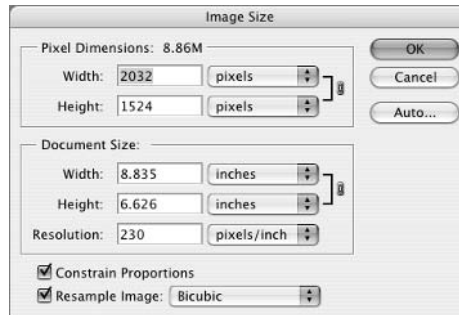 Image Size
Pixel Dimensions: 8.86M
Width: 2032 pixels
Height: 1524 pixels
Document Size:
Width: 8.835 inches
Height: 6.626 inches
Resolution: 230 pixels/inch
Constrain Proportions
Resample Image: Bicubic
OK
Cancel
Auto...